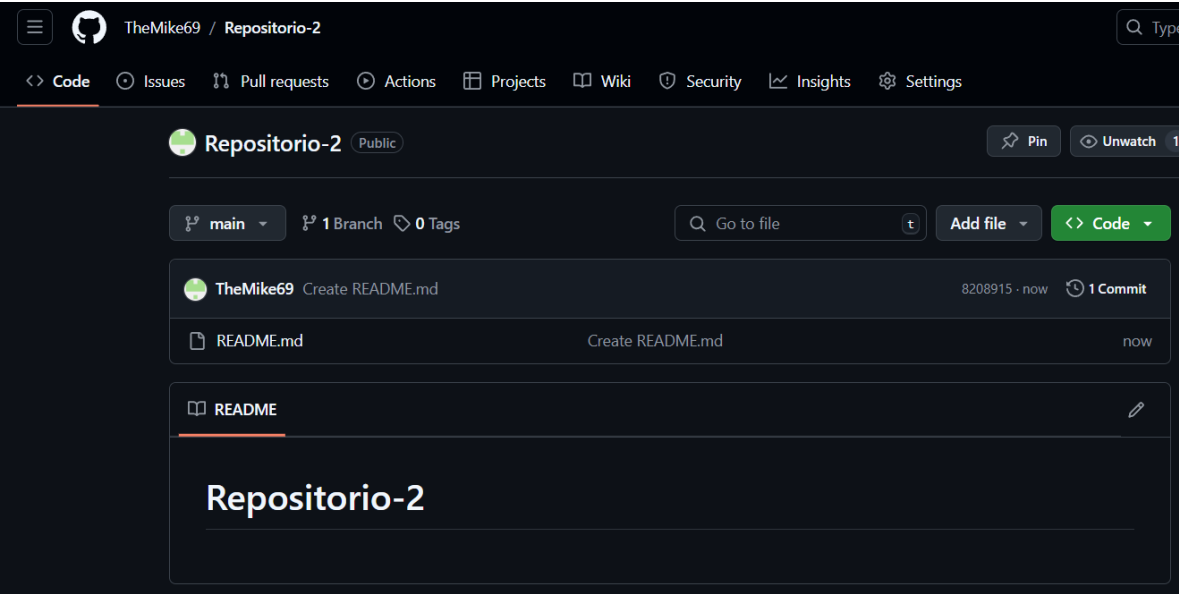 TheMike69 / Repositorio-2
Type
Code Issues Pull requests Actions Projects Wiki Security Insights Settings
Repositorio-2 Public
Pin Unwatch 1
main 1 Branch 0 Tags
Go to file t Add file Code
TheMike69 Create README.md 8208915 · now 1 Commit
README.md Create README.md now
README
Repositorio-2